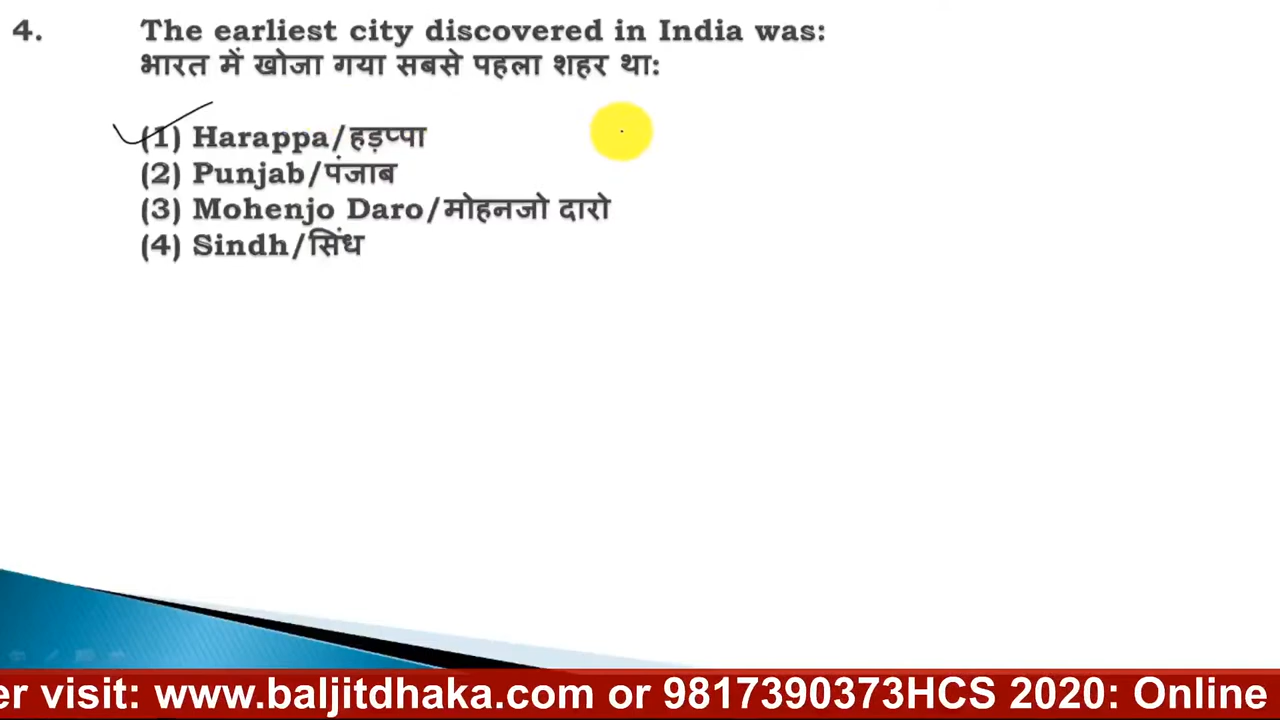 4. The earliest city discovered in India was:
भारत में खोजा गया सबसे पहला शहर था:
(1) Harappa/हड़प्पा
(2) Punjab/पंजाब
(3) Mohenjo Daro/मोहनजो दारो
(4) Sindh/सिंध
er visit: www.baljitdhaka.com or 9817390373HCS 2020: Online